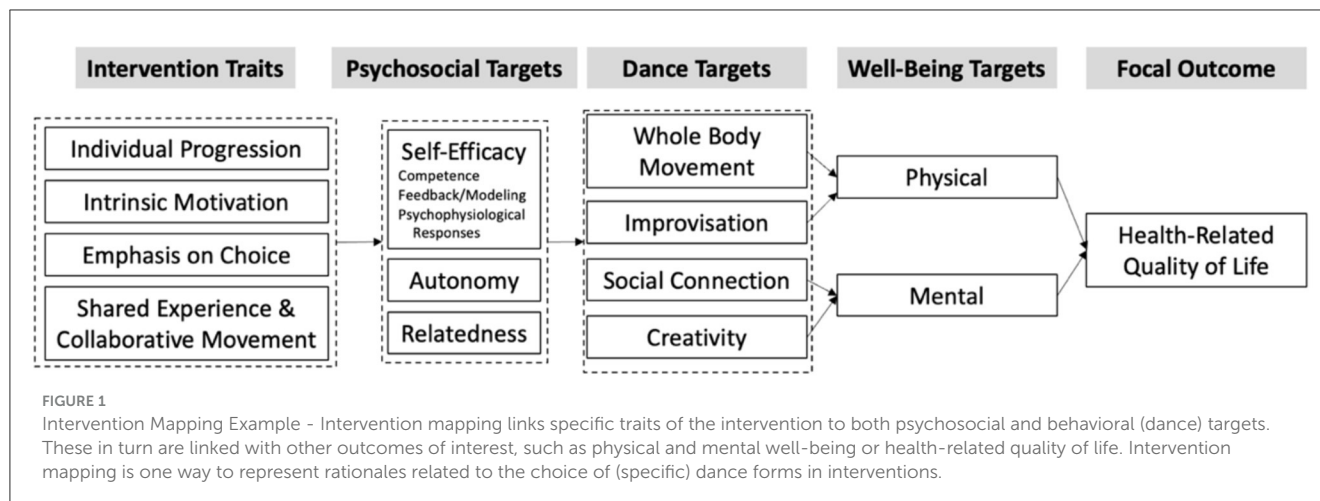 Intervention Traits
Psychosocial Targets
Dance Targets
Well-Being Targets
Focal Outcome
Individual Progression
Intrinsic Motivation
Emphasis on Choice
Shared Experience &
Collaborative Movement
Self-Efficacy
Competence
Feedback/Modeling
Psychophysiological
Responses
Autonomy
Relatedness
Whole Body
Movement
Improvisation
Social Connection
Creativity
Physical
Mental
Health-Related
Quality of Life
FIGURE 1
Intervention Mapping Example - Intervention mapping links specific traits of the intervention to both psychosocial and behavioral (dance) targets.
These in turn are linked with other outcomes of interest, such as physical and mental well-being or health-related quality of life. Intervention
mapping is one way to represent rationales related to the choice of (specific) dance forms in interventions.